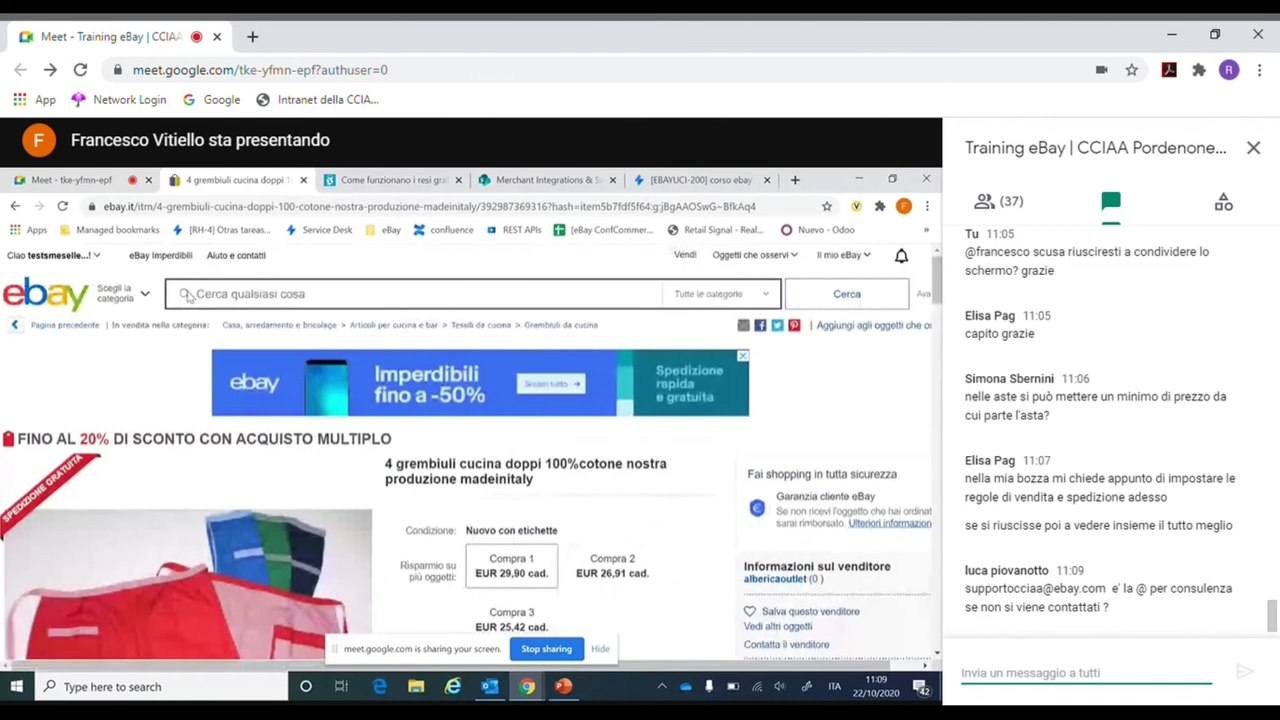 Meet - Training eBay | CCIAA
meet.google.com/tke-yfmn-epf?authuser=0
R
App
Network Login
Google
Intranet della CCIA...
F
Francesco Vitiello sta presentando
Meet - tke-yfmn-epf
4 grembiuli cucina doppi 1
Come funzionano i resi gra
Merchant Integrations & S
[EBAYUCI-200] corso ebay
ebay.it/itm/4-grembiuli-cucina-doppi-100-cotone-nostra-produzione-madeinitaly/392987369316?hash=item5b7fdf5f64:g:jBgAAOSwG~BfkAq4
F
Apps
Managed bookmarks
[RH-4] Otras tareas...
Service Desk
eBay
confluence
REST APIs
[eBay ConfCommer...
Retail Signal - Real...
Nuevo - Odoo
»
Ciao testsmeselle...!
eBay Imperdibili
Aiuto e contatti
Vendi
Oggetti che osservi
Il mio eBay
ebay
Scegli la
categoria
Cerca qualsiasi cosa
Tutte le categorie
Cerca
Ava
Pagina precedente
| In vendita nella categoria:
Casa, arredamento e bricolage > Articoli per cucina e bar > Tessili da cucina > Grembiuli da cucina
| Aggiungi agli oggetti che o
ebay
Imperdibili
fino a -50%
Scopri tutto →
Spedizione
rapida
e gratuita
FINO AL 20% DI SCONTO CON ACQUISTO MULTIPLO
SPEDIZIONE GRATUITA
4 grembiuli cucina doppi 100%cotone nostra
produzione madeinitaly
Condizione:
Nuovo con etichette
Risparmio su
più oggetti:
Compra 1
EUR 29,90 cad.
Compra 2
EUR 26,91 cad.
Compra 3
EUR 25,42 cad.
Fai shopping in tutta sicurezza
Garanzia cliente eBay
Se non ricevi l'oggetto che hai ordinat
sarai rimborsato. Ulteriori informazion
Informazioni sul venditore
albericaoutlet (0 )
Salva questo venditore
Vedi altri oggetti
Contatta il venditore
meet.google.com is sharing your screen.
Stop sharing
Hide
Training eBay | CCIAA Pordenone...
(37)
Tu 11:05
@francesco scusa riusciresti a condividere lo
schermo? grazie
Elisa Pag 11:05
capito grazie
Simona Sbernini 11:06
nelle aste si può mettere un minimo di prezzo da
cui parte l'asta?
Elisa Pag 11:07
nella mia bozza mi chiede appunto di impostare le
regole di vendita e spedizione adesso
se si riuscisse poi a vedere insieme il tutto meglio
luca piovanotto 11:09
supportocciaa@ebay.com e' la @ per consulenza
se non si viene contattati ?
Invia un messaggio a tutti
Type here to search
ITA
11:09
22/10/2020
42